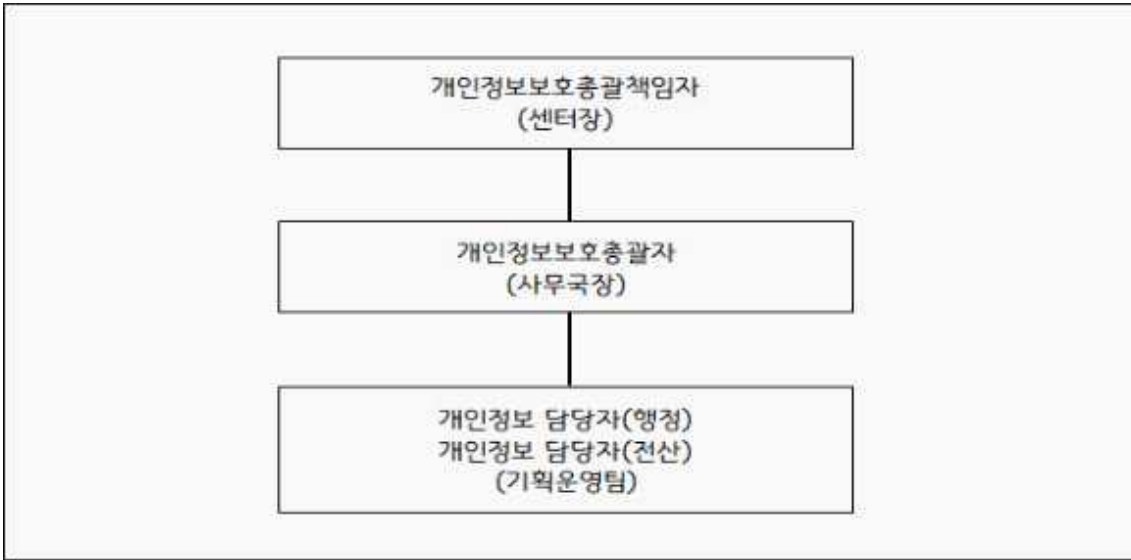 개인정보보호총괄책임자
(센터장)
개인정보보호총괄자
(사무국장)
개인정보 담당자(행정)
개인정보 담당자(전산)
(기획운영팀)